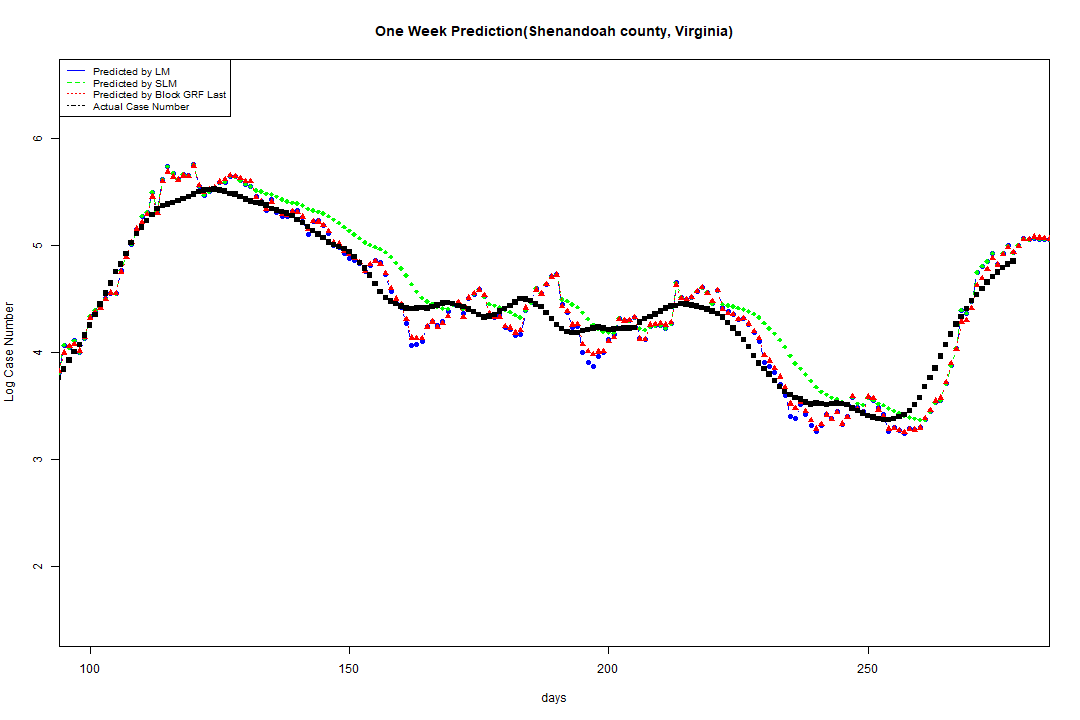 One Week Prediction(Shenandoah county, Virginia)
Predicted by LM
Predicted by SLM
Predicted by Block GRF Last
Actual Case Number
6
5
4
3
2
Log Case Number
100
150
200
250
days